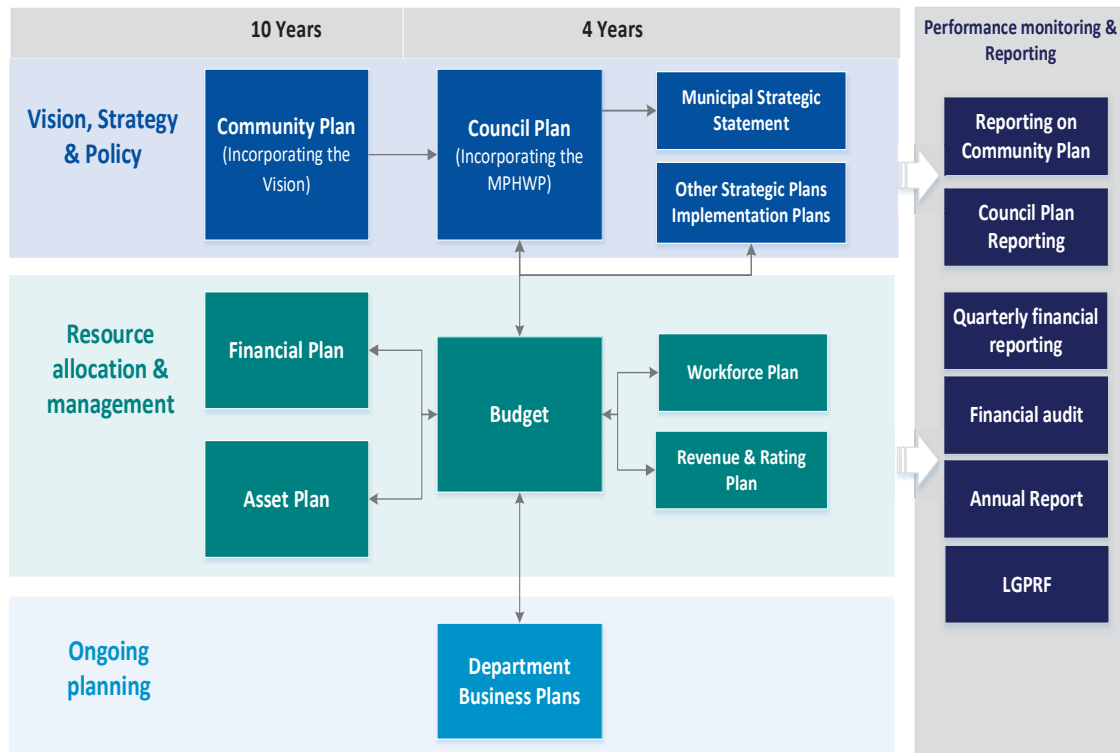 10 Years
4 Years
Performance monitoring &
Reporting
Vision, Strategy
& Policy
Community Plan
(Incorporating the
Vision)
Council Plan
(Incorporating the
MPHWP)
Municipal Strategic
Statement
Other Strategic Plans
Implementation Plans
Reporting on
Community Plan
Council Plan
Reporting
Resource
allocation &
management
Financial Plan
Asset Plan
Budget
Workforce Plan
Revenue & Rating
Plan
Quarterly financial
reporting
Financial audit
Annual Report
LGPRF
Ongoing
planning
Department
Business Plans